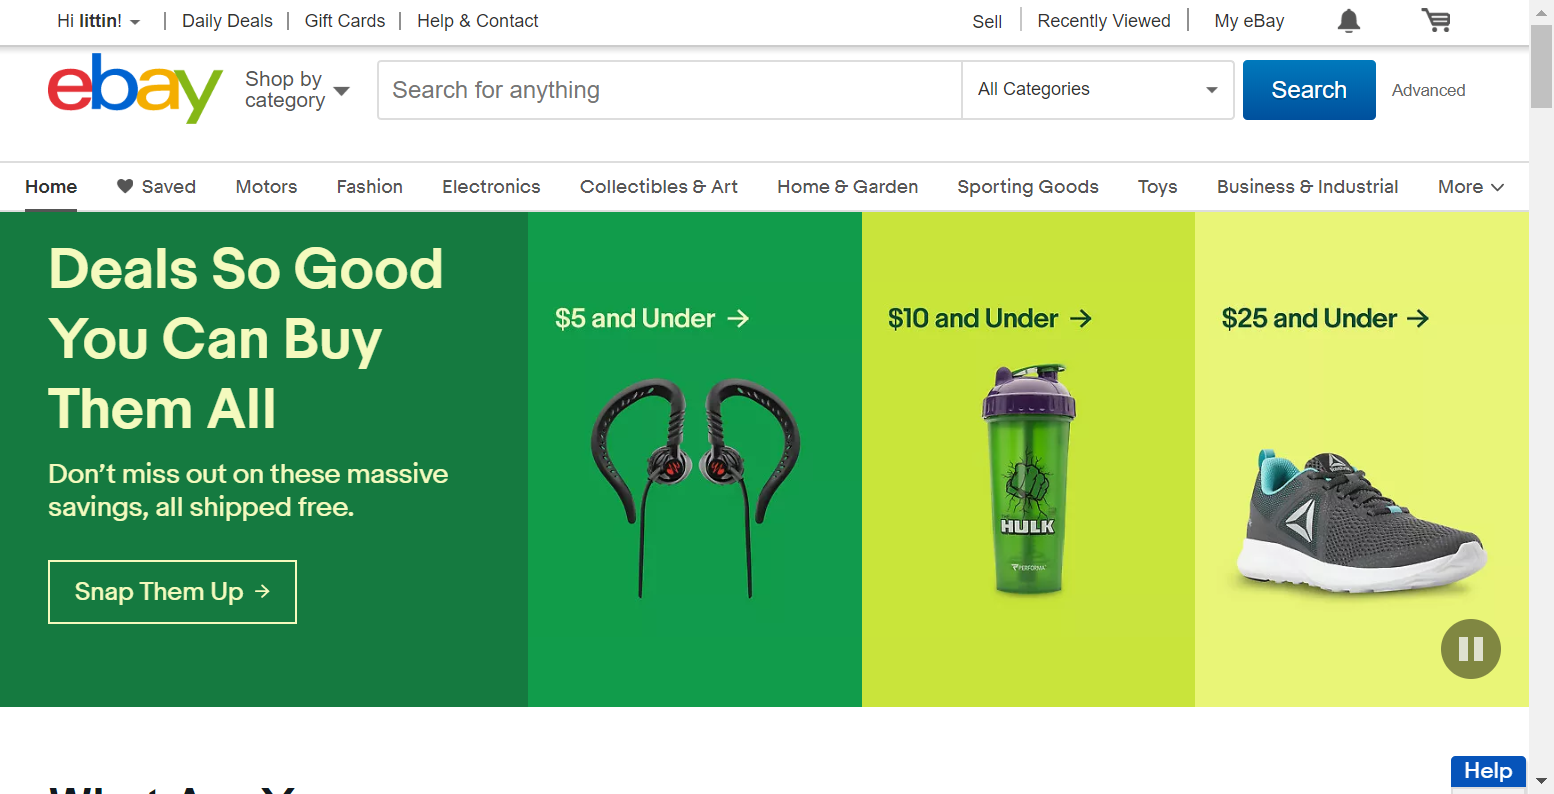 Hi littin!
Daily Deals
Gift Cards
Help & Contact
Sell
Recently Viewed
My eBay
ebay
Shop by
category
Search for anything
All Categories
Search
Advanced
Home
Saved
Motors
Fashion
Electronics
Collectibles & Art
Home & Garden
Sporting Goods
Toys
Business & Industrial
More
Deals So Good
You Can Buy
Them All
Don't miss out on these massive
savings, all shipped free.
Snap Them Up →
$5 and Under →
$10 and Under →
THE
HULK
PERFORMA
$25 and Under →
Reebok
Help